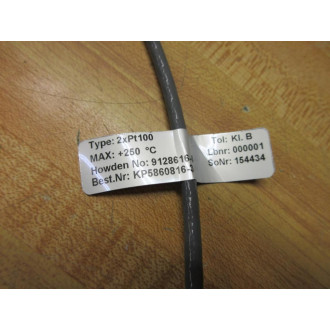 Type: 2xPt100
MAX: +250 °C
Howden No: 9128616-
Best.Nr: KP5860816-
Tol: Kl. B
Lbnr: 000001
SoNr: 154434